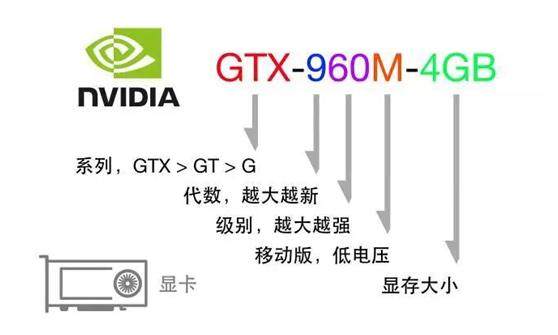 NVIDIA
GTX-960M-4GB
系列，GTX > GT > G
代数，越大越新
级别，越大越强
移动版，低电压
显存大小
显卡